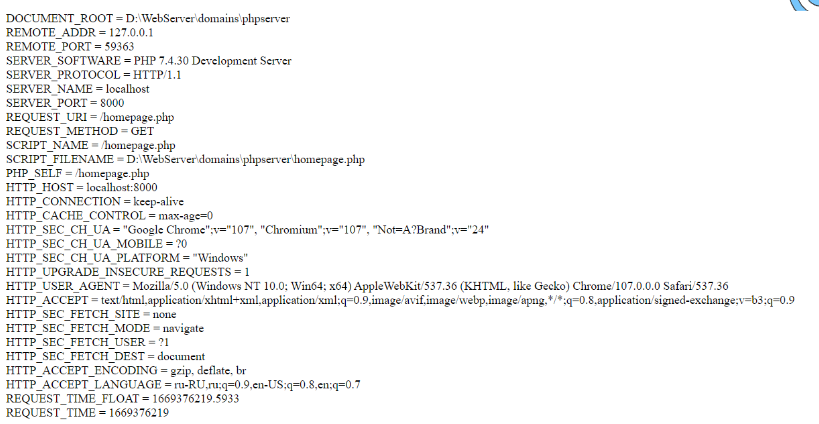 DOCUMENT_ROOT = D:\WebServer\domains\phpserver
REMOTE_ADDR = 127.0.0.1
REMOTE_PORT = 59363
SERVER_SOFTWARE = PHP 7.4.30 Development Server
SERVER_PROTOCOL = HTTP/1.1
SERVER_NAME = localhost
SERVER_PORT = 8000
REQUEST_URI = /homepage.php
REQUEST_METHOD = GET
SCRIPT_NAME = /homepage.php
SCRIPT_FILENAME = D:\WebServer\domains\phpserver\homepage.php
PHP_SELF = /homepage.php
HTTP_HOST = localhost:8000
HTTP_CONNECTION = keep-alive
HTTP_CACHE_CONTROL = max-age=0
HTTP_SEC_CH_UA = "Google Chrome";v="107", "Chromium";v="107", "Not=A?Brand";v="24"
HTTP_SEC_CH_UA_MOBILE = ?0
HTTP_SEC_CH_UA_PLATFORM = "Windows"
HTTP_UPGRADE_INSECURE_REQUESTS = 1
HTTP_USER_AGENT = Mozilla/5.0 (Windows NT 10.0; Win64; x64) AppleWebKit/537.36 (KHTML, like Gecko) Chrome/107.0.0.0 Safari/537.36
HTTP_ACCEPT = text/html,application/xhtml+xml,application/xml;q=0.9,image/avif,image/webp,image/apng,*/*;q=0.8,application/signed-exchange;v=b3;q=0.9
HTTP_SEC_FETCH_SITE = none
HTTP_SEC_FETCH_MODE = navigate
HTTP_SEC_FETCH_USER = ?1
HTTP_SEC_FETCH_DEST = document
HTTP_ACCEPT_ENCODING = gzip, deflate, br
HTTP_ACCEPT_LANGUAGE = ru-RU,ru;q=0.9,en-US;q=0.8,en;q=0.7
REQUEST_TIME_FLOAT = 1669376219.5933
REQUEST_TIME = 1669376219